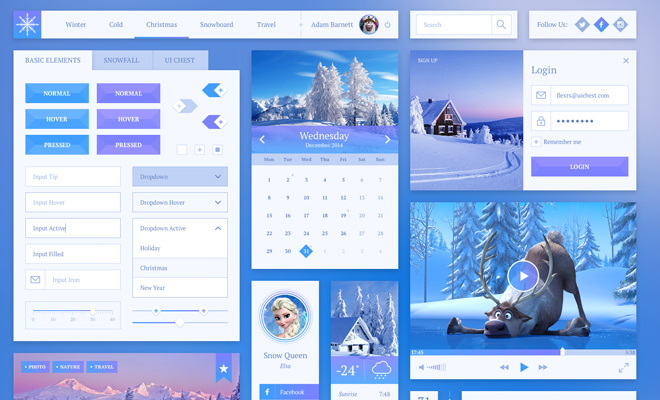 Winter Cold Christmas Snowboard Travel Adam Barnett
Search
Follow Us:
BASIC ELEMENTS SNOWFALL UI CHEST
NORMAL NORMAL
HOVER HOVER
PRESSED PRESSED
Input Tip
Input Hover
Input Active
Input Filled
Input Icon
Dropdown
Dropdown Hover
Dropdown Active
Holiday
Christmas
New Year
0 10 20 30 40
PHOTO NATURE TRAVEL
Wednesday
December 2014
Mon Tue Wed Thu Fri Sat Sun
1 2 3 4 5 6 7
8 9 10 11 12 13 14
15 16 17 18 19 20 21
22 23 24 25 26 27 28
29 30 31 1 2 3 4
Snow Queen
Elsa
Facebook
-24°
Sunrise 7:48
SIGN UP
Login
flexrs@uichest.com
Remember me
LOGIN
17:45